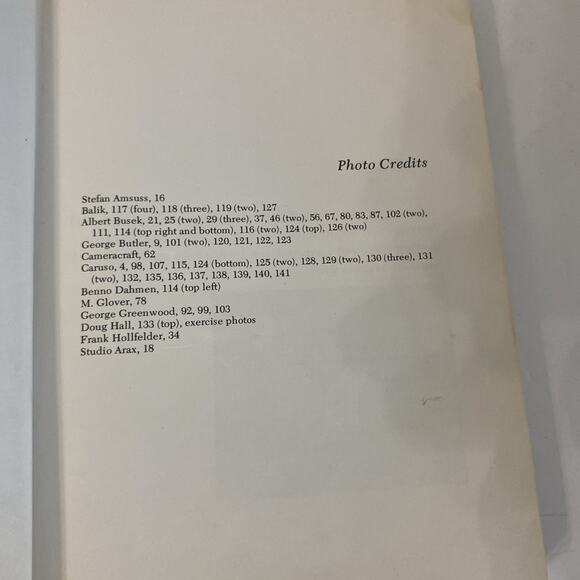 Photo Credits
Stefan Amsuss, 16
Balik, 117 (four), 118 (three), 119 (two), 127
Albert Busek, 21, 25 (two), 29 (three), 37, 46 (two), 56, 67, 80, 83, 87, 102 (two),
111, 114 (top right and bottom), 116 (two), 124 (top), 126 (two)
George Butler, 9, 101 (two), 120, 121, 122, 123
Cameracraft, 62
Caruso, 4, 98, 107, 115, 124 (bottom), 125 (two), 128, 129 (two), 130 (three), 131
(two), 132, 135, 136, 137, 138, 139, 140, 141
Benno Dahmen, 114 (top left)
M. Glover, 78
George Greenwood, 92, 99, 103
Doug Hall, 133 (top), exercise photos
Frank Hollfelder, 34
Studio Arax, 18